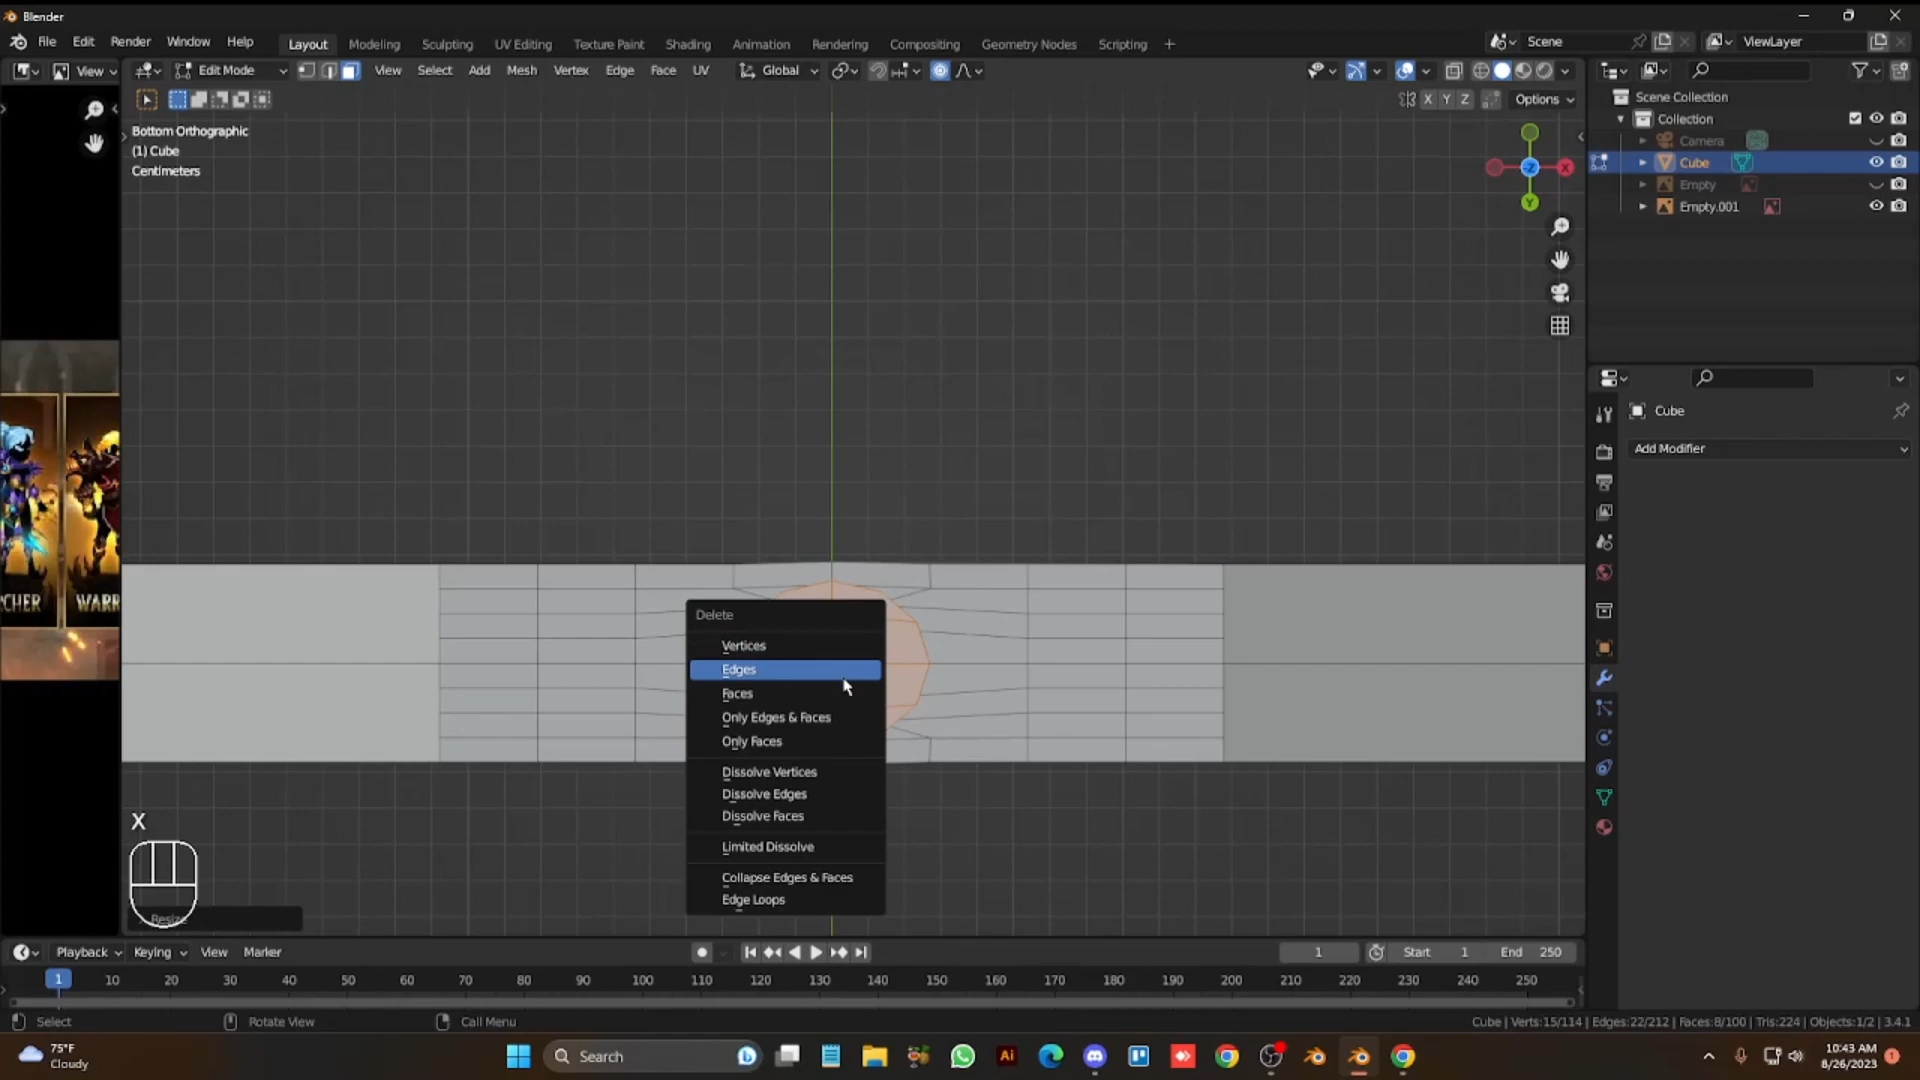 Blender
File Edit Render Window Help Layout Modeling Sculpting UV Editing Texture Paint Shading Animation Rendering Compositing Geometry Nodes Scripting + Scene ViewLayer
View Edit Mode View Select Add Mesh Vertex Edge Face UV Global
X Y Z Options
Scene Collection
Collection
Camera
Cube
Empty
Empty.001
Bottom Orthographic
(1) Cube
Centimeters
Z X Y
CHER WARR
Cube
Add Modifier
Delete
Vertices
Edges
Faces
Only Edges & Faces
Only Faces
Dissolve Vertices
Dissolve Edges
Dissolve Faces
Limited Dissolve
Collapse Edges & Faces
Edge Loops
X
Resize
Playback Keying View Marker 1 Start 1 End 250
1 10 20 30 40 50 60 70 80 90 100 110 120 130 140 150 160 170 180 190 200 210 220 230 240 250
Select Rotate View Call Menu Cube | Verts:15/114 | Edges:22/212 | Faces:8/100 | Tris:224 | Objects:1/2 | 3.4.1
75°F
Cloudy
Search
Ai
10:43 AM
8/26/2023
1